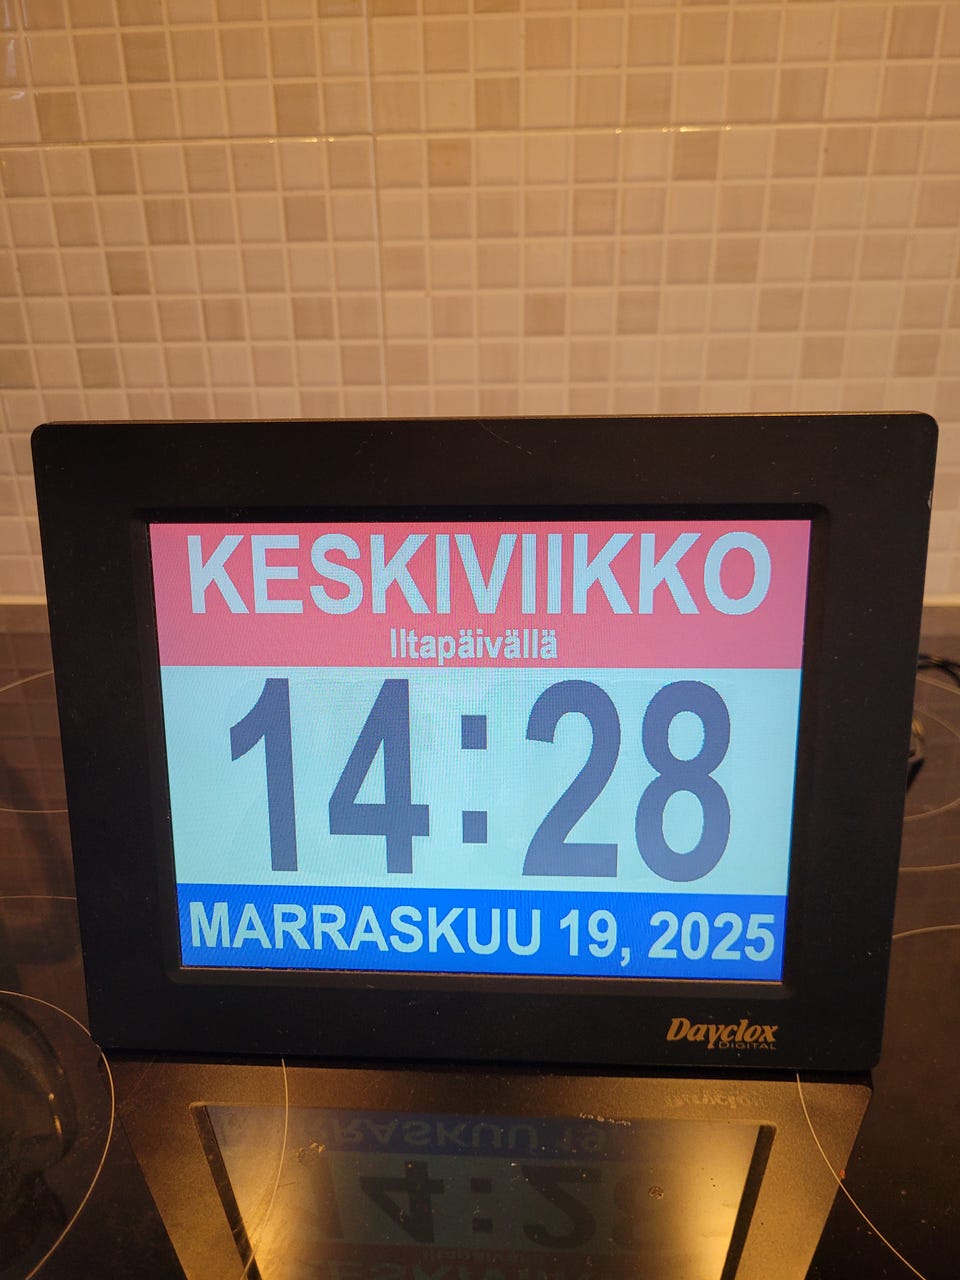 KESKIVIIKKO
Iltapäivällä
14:28
MARRASKUU 19, 2025
Dayclox
DIGITAL